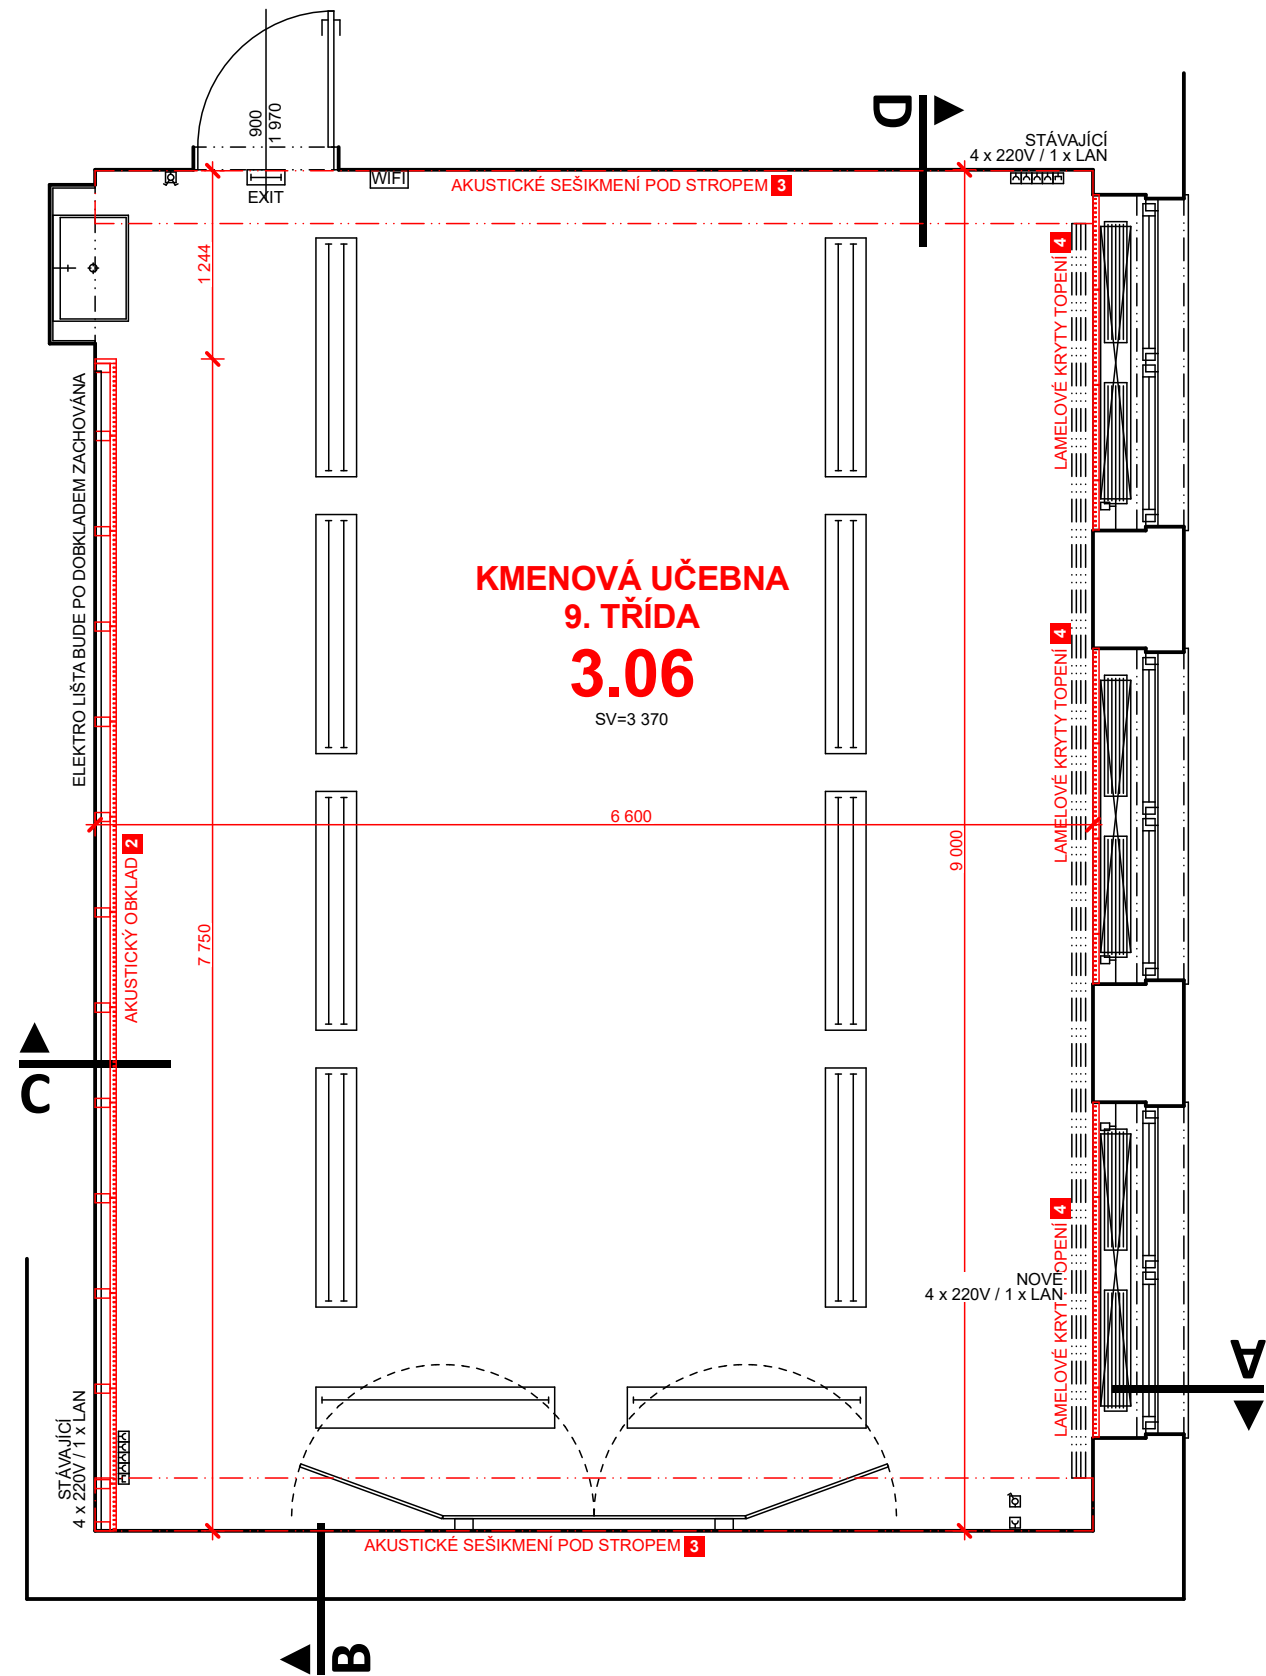 900
1 970
D
STÁVAJÍCÍ
4 x 220V / 1 x LAN
EXIT
WIFI
AKUSTICKÉ SEŠIKMENÍ POD STROPEM 3
1 244
LAMELOVÉ KRYTY TOPENÍ 4
ELEKTRO LIŠTA BUDE PO DOBKLADEM ZACHOVÁNA
KMENOVÁ UČEBNA
9. TŘÍDA
3.06
SV=3 370
LAMELOVÉ KRYTY TOPENÍ 4
6 600
9 000
AKUSTICKÝ OBKLAD 2
7 750
C
LAMELOVÉ KRYTY TOPENÍ 4
NOVÉ
4 x 220V / 1 x LAN
A
STÁVAJÍCÍ
4 x 220V / 1 x LAN
AKUSTICKÉ SEŠIKMENÍ POD STROPEM 3
B